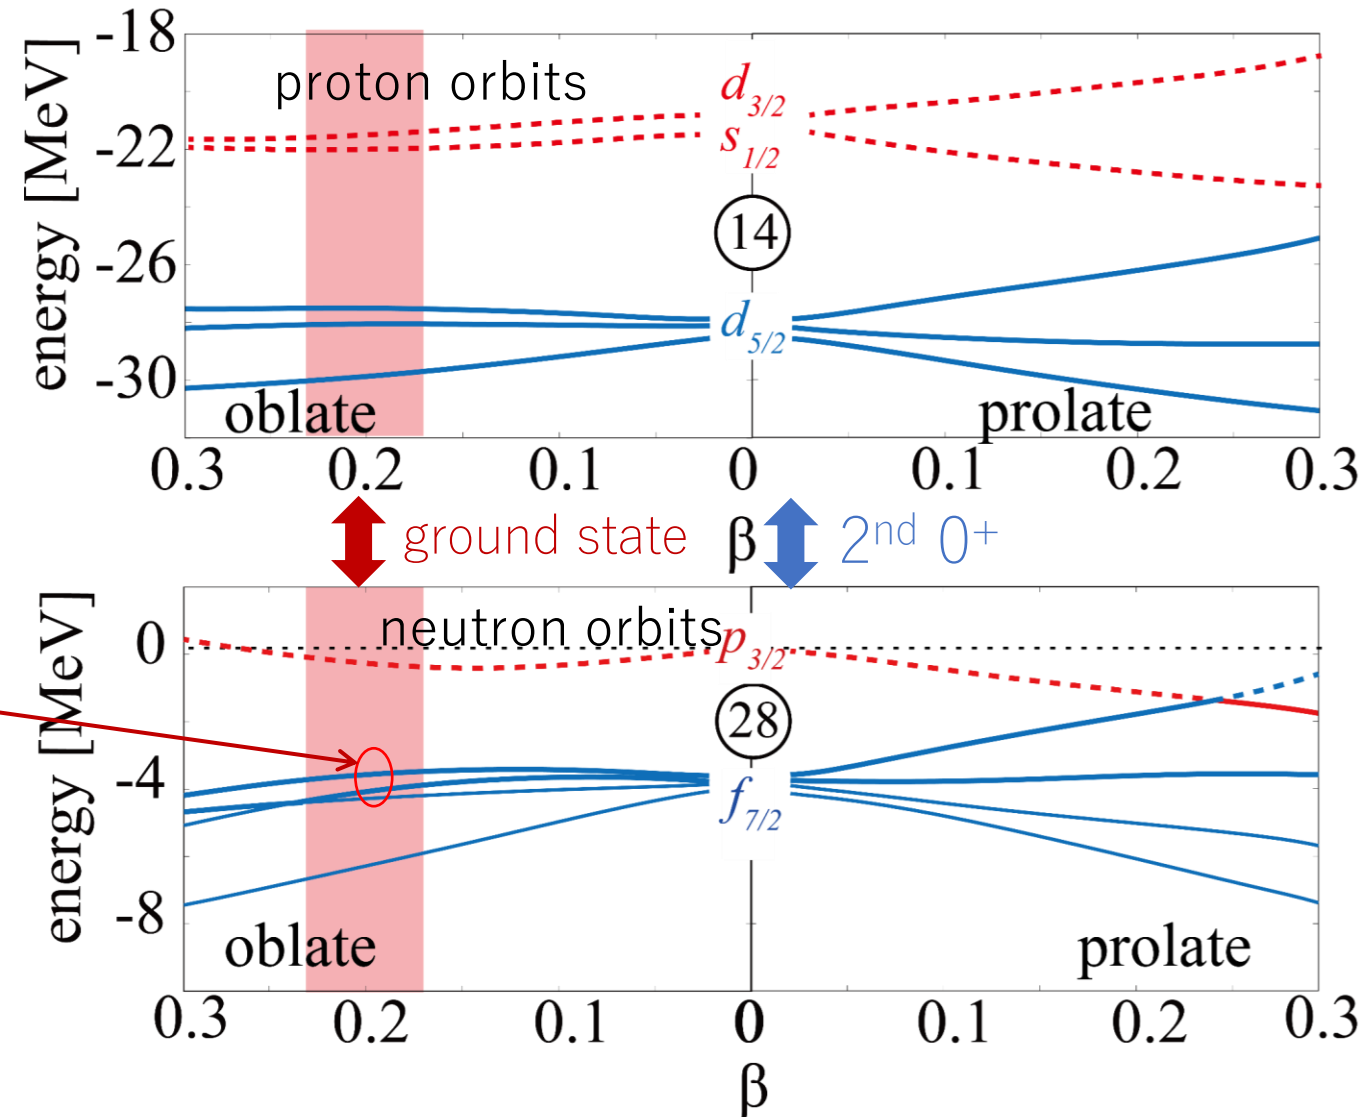 -18
proton orbits
d3/2
-22
s1/2
energy [MeV]
14
-26
d5/2
-30
oblate
prolate
0.3 0.2 0.1 0 0.1 0.2 0.3
ground state
β
2nd 0+
neutron orbits
0
p3/2
energy [MeV]
28
-4
f7/2
-8
oblate
prolate
0.3 0.2 0.1 0 0.1 0.2 0.3
β